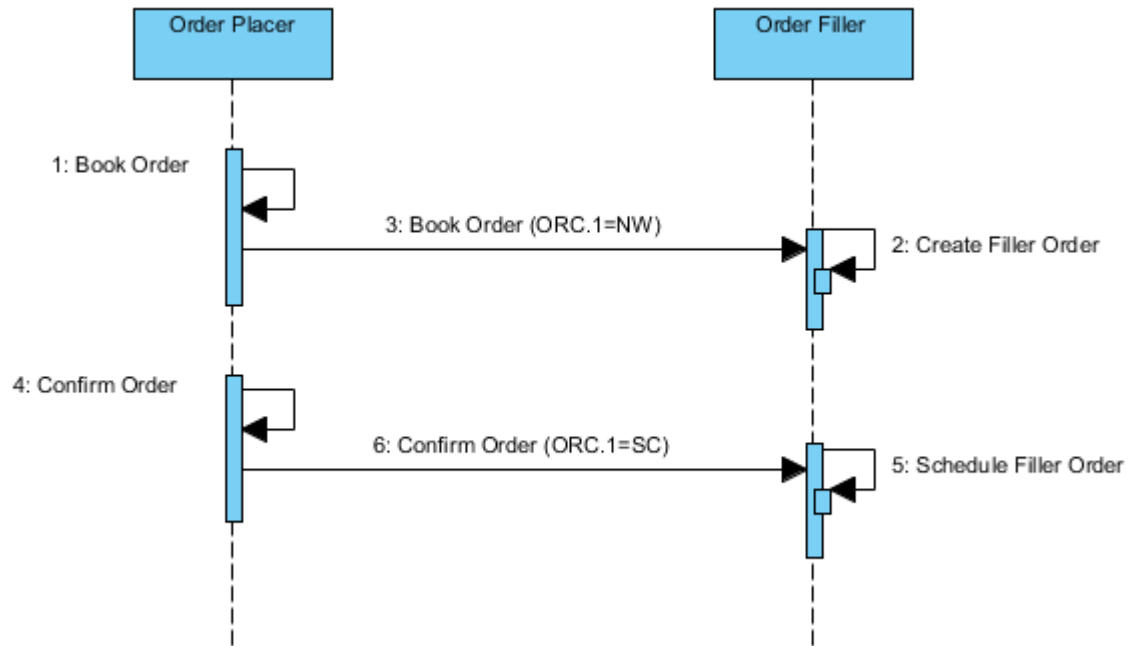 Order Placer
Order Filler
1: Book Order
3: Book Order (ORC.1=NW)
2: Create Filler Order
4: Confirm Order
6: Confirm Order (ORC.1=SC)
5: Schedule Filler Order